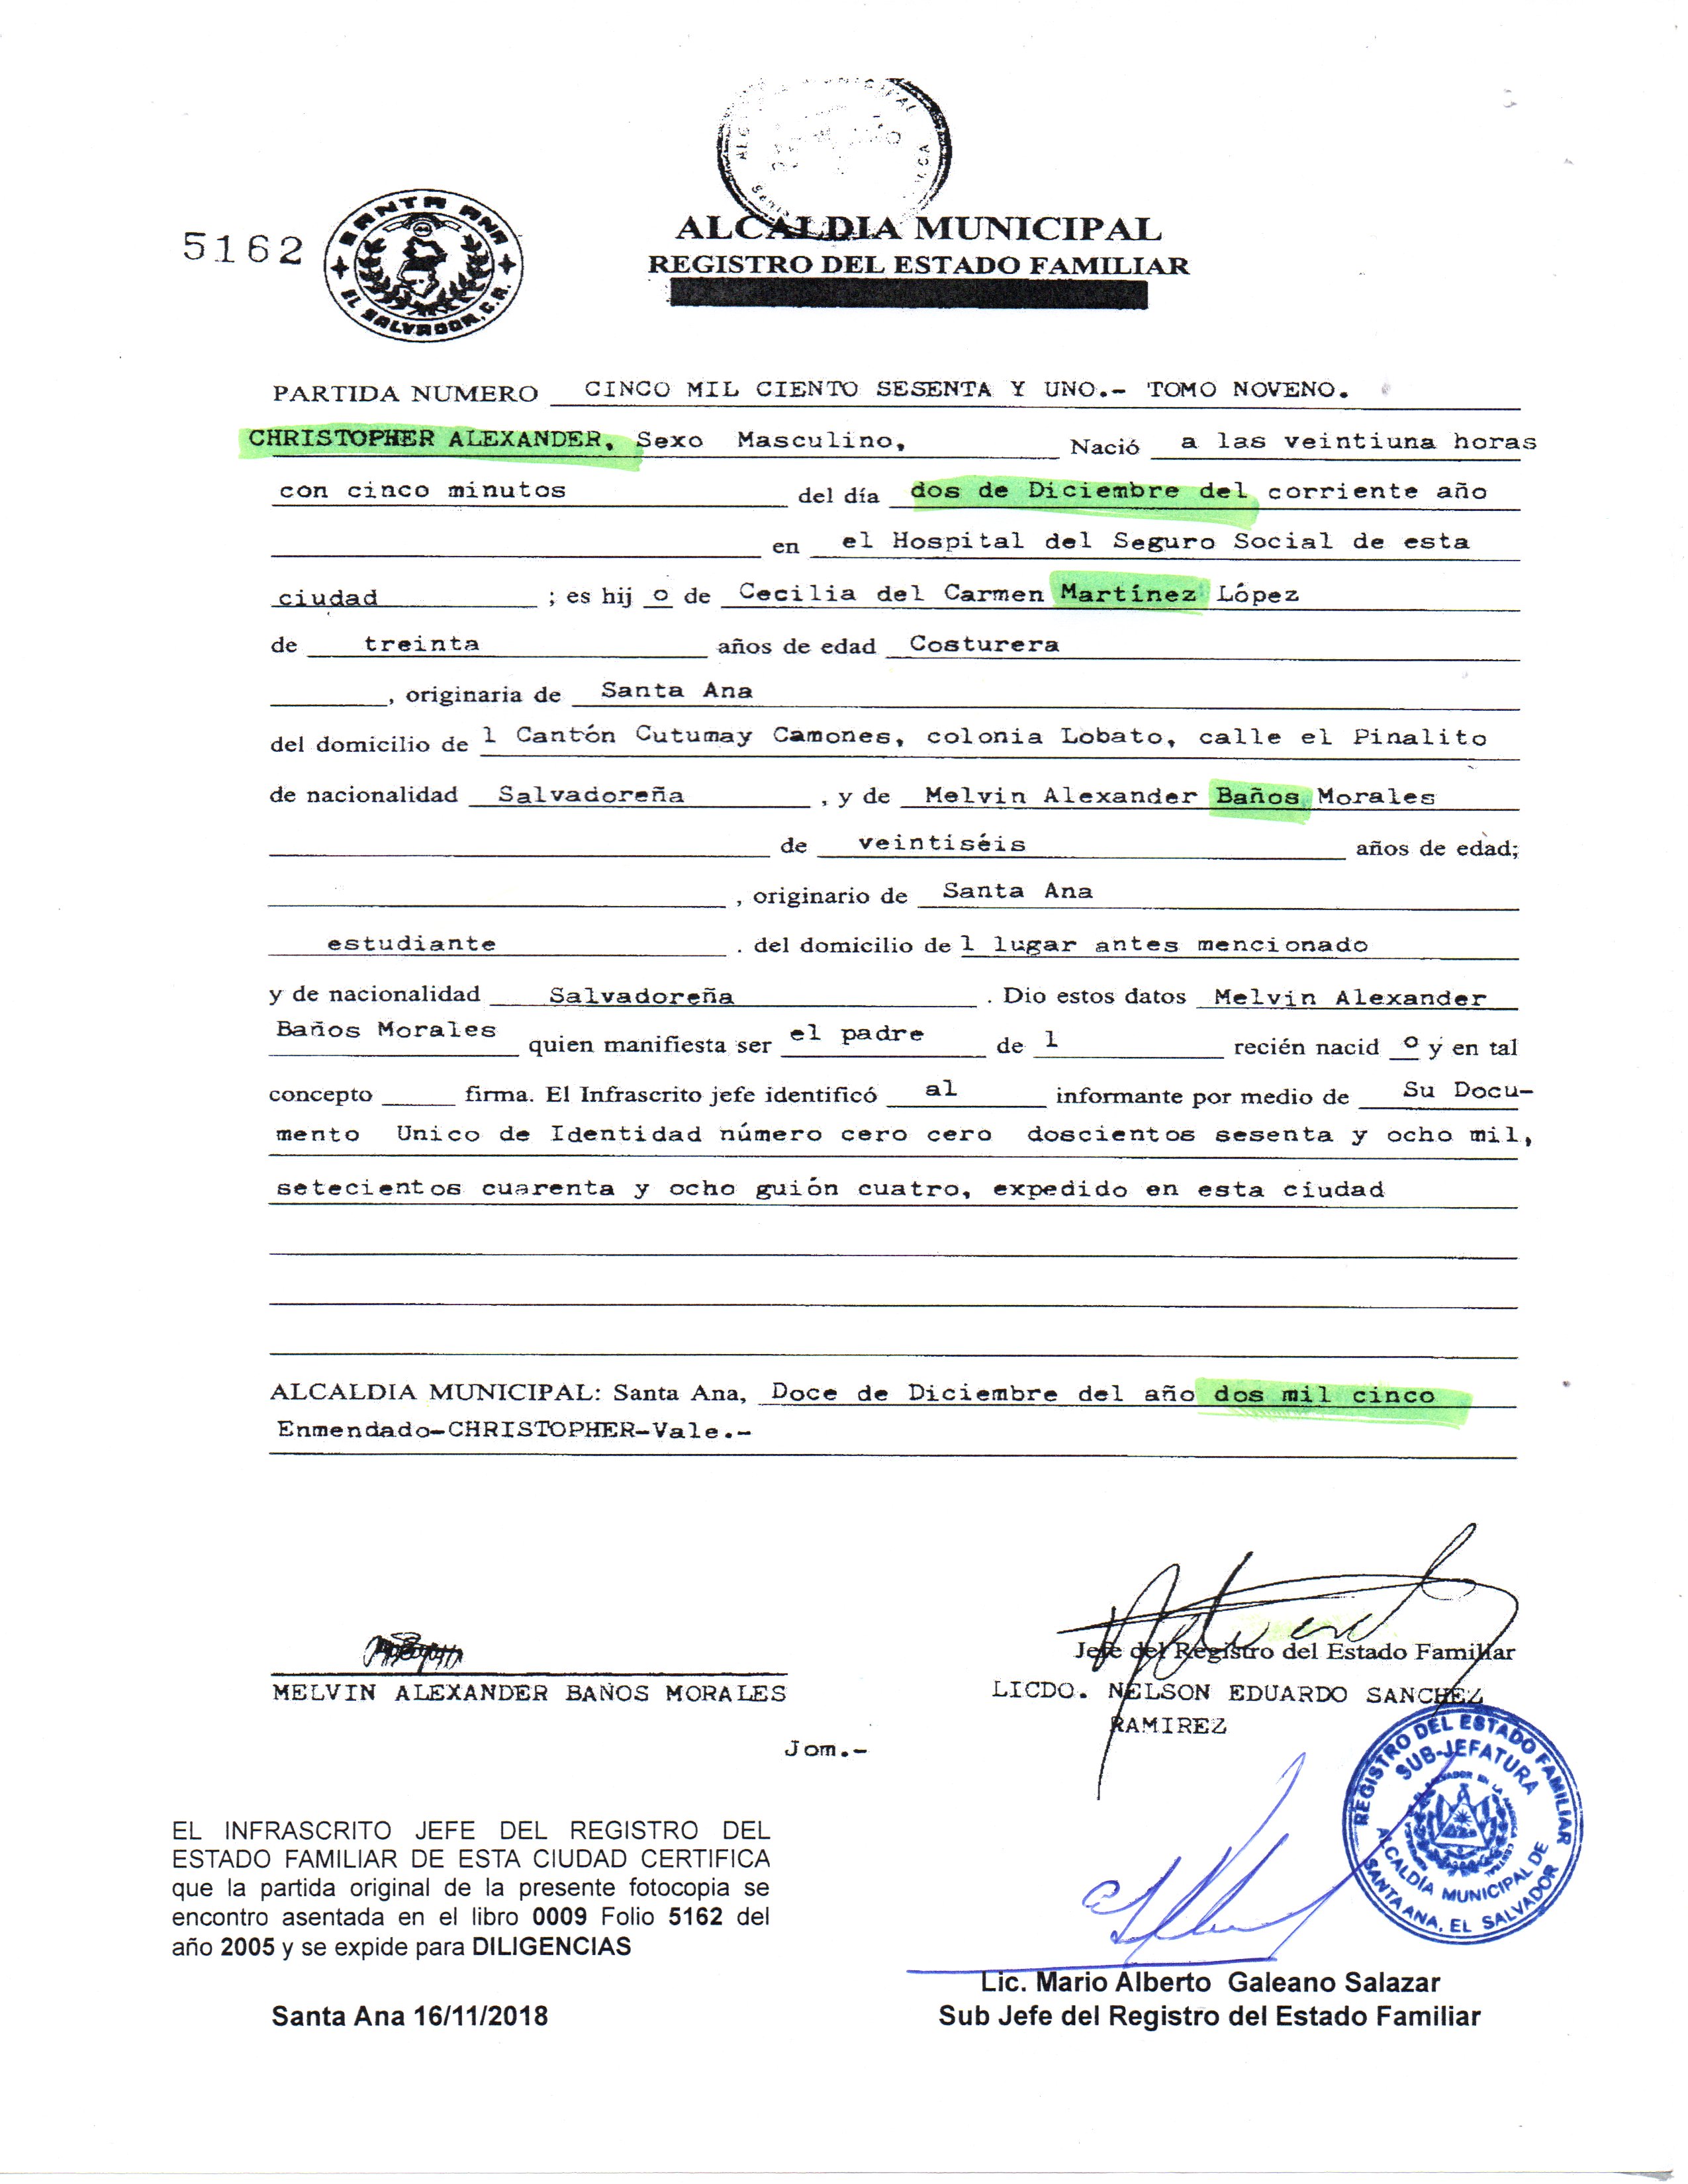 5162
SANTA ANA
EL SALVADOR, C.A.
ALCALDIA MUNICIPAL
REGISTRO DEL ESTADO FAMILIAR
PARTIDA NUMERO CINCO MIL CIENTO SESENTA Y UNO.- TOMO NOVENO.
CHRISTOPHER ALEXANDER, Sexo Masculino, Nació a las veintiuna horas
con cinco minutos del día dos de Diciembre del corriente año
en el Hospital del Seguro Social de esta
ciudad ; es hij o de Cecilia del Carmen Martínez López
de treinta años de edad Costurera
, originaria de Santa Ana
del domicilio de l Cantón Cutumay Camones, colonia Lobato, calle el Pinalito
de nacionalidad Salvadoreña , y de Melvin Alexander Baños Morales
de veintiséis años de edad;
, originario de Santa Ana
estudiante . del domicilio de l lugar antes mencionado
y de nacionalidad Salvadoreña . Dio estos datos Melvin Alexander
Baños Morales quien manifiesta ser el padre de l recién nacid o y en tal
concepto firma. El Infrascrito jefe identificó al informante por medio de Su Docu-
mento Unico de Identidad número cero cero doscientos sesenta y ocho mil,
setecientos cuarenta y ocho guión cuatro, expedido en esta ciudad
ALCALDIA MUNICIPAL: Santa Ana, Doce de Diciembre del año dos mil cinco
Enmendado-CHRISTOPHER-Vale.-
Jefe del Registro del Estado Familiar
MELVIN ALEXANDER BAÑOS MORALES
LICDO. NELSON EDUARDO SANCHEZ
RAMIREZ
Jom.-
REGISTRO DEL ESTADO FAMILIAR
SUB-JEFATURA
ALCALDÍA MUNICIPAL DE
SANTA ANA, EL SALVADOR
EL INFRASCRITO JEFE DEL REGISTRO DEL
ESTADO FAMILIAR DE ESTA CIUDAD CERTIFICA
que la partida original de la presente fotocopia se
encontro asentada en el libro 0009 Folio 5162 del
año 2005 y se expide para DILIGENCIAS
Santa Ana 16/11/2018
Lic. Mario Alberto Galeano Salazar
Sub Jefe del Registro del Estado Familiar